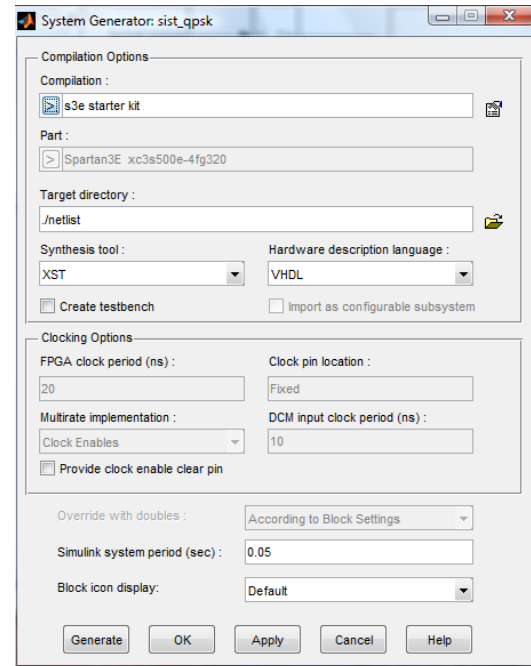 System Generator: sist_qpsk
Compilation Options
Compilation :
> s3e starter kit
Part :
> Spartan3E xc3s500e-4fg320
Target directory :
./netlist
Synthesis tool : Hardware description language :
XST VHDL
Create testbench Import as configurable subsystem
Clocking Options
FPGA clock period (ns) : Clock pin location :
20 Fixed
Multirate implementation : DCM input clock period (ns) :
Clock Enables 10
Provide clock enable clear pin
Override with doubles : According to Block Settings
Simulink system period (sec) : 0.05
Block icon display: Default
Generate OK Apply Cancel Help